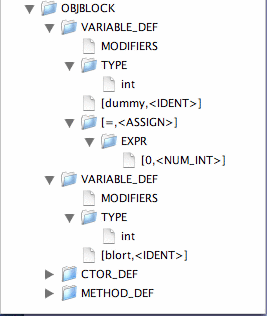 OBJBLOCK
VARIABLE_DEF
MODIFIERS
TYPE
int
[dummy,<IDENT>]
[=,<ASSIGN>]
EXPR
[0,<NUM_INT>]
VARIABLE_DEF
MODIFIERS
TYPE
int
[blort,<IDENT>]
CTOR_DEF
METHOD_DEF